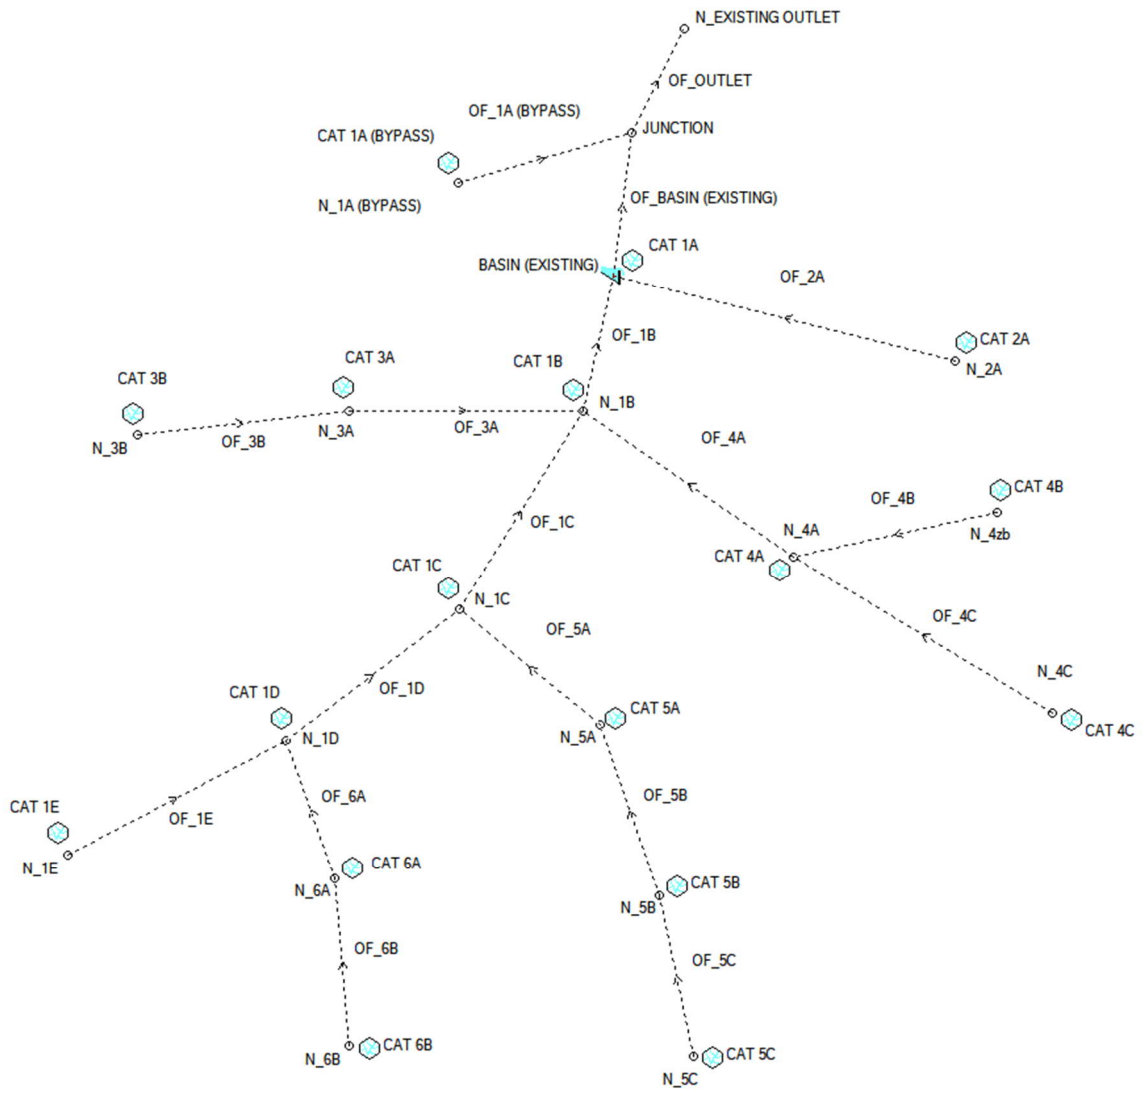 N_EXISTING OUTLET
OF_OUTLET
OF_1A (BYPASS)
JUNCTION
CAT 1A (BYPASS)
OF_BASIN (EXISTING)
N_1A (BYPASS)
CAT 1A
BASIN (EXISTING)
OF_2A
OF_1B
CAT 2A
CAT 3A
CAT 1B
N_2A
CAT 3B
N_1B
OF_3A
N_3A
OF_4A
OF_3B
N_3B
CAT 4B
OF_4B
OF_1C
N_4A
N_4zb
CAT 4A
CAT 1C
N_1C
OF_4C
OF_5A
N_4C
OF_1D
CAT 1D
CAT 5A
CAT 4C
N_1D
N_5A
OF_6A
OF_5B
CAT 1E
OF_1E
N_1E
CAT 6A
CAT 5B
N_6A
N_5B
OF_6B
OF_5C
CAT 6B
CAT 5C
N_6B
N_5C